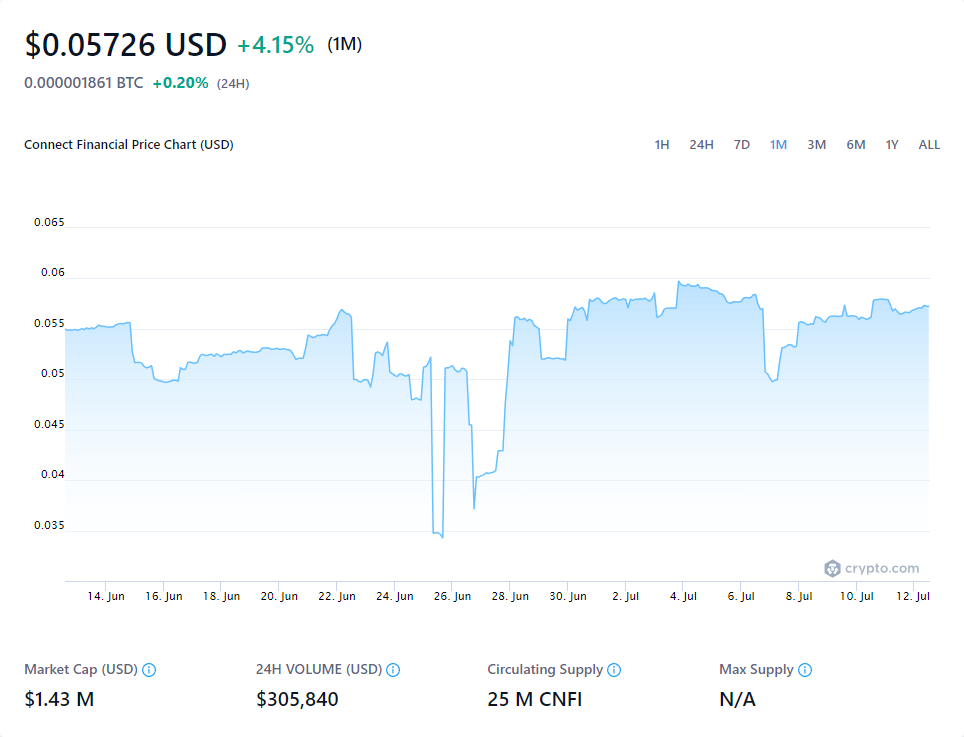 $0.05726 USD +4.15% (1M)
0.000001861 BTC +0.20% (24H)
Connect Financial Price Chart (USD) 1H 24H 7D 1M 3M 6M 1Y ALL
0.065
0.06
0.055
0.05
0.045
0.04
0.035
crypto.com
14. Jun 16. Jun 18. Jun 20. Jun 22. Jun 24. Jun 26. Jun 28. Jun 30. Jun 2. Jul 4. Jul 6. Jul 8. Jul 10. Jul 12. Jul
Market Cap (USD) 24H VOLUME (USD) Circulating Supply Max Supply
$1.43 M $305,840 25 M CNFI N/A